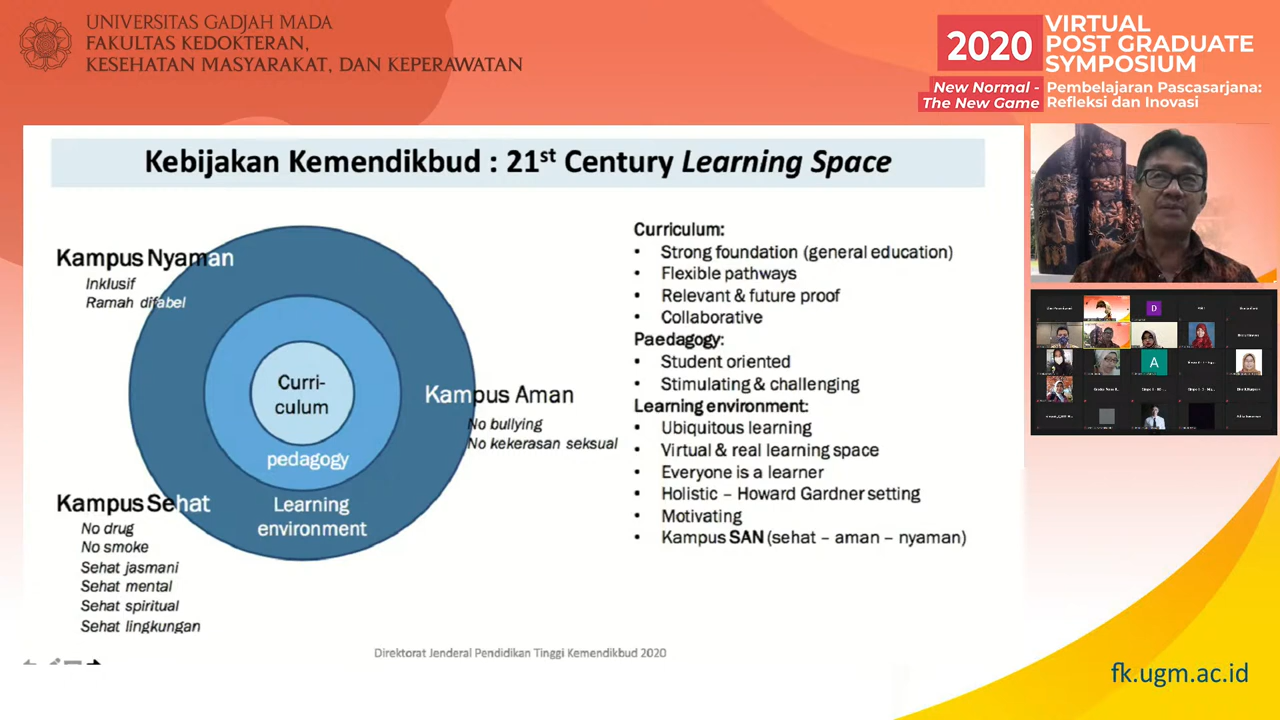 UNIVERSITAS GADJAH MADA
FAKULTAS KEDOKTERAN,
KESEHATAN MASYARAKAT, DAN KEPERAWATAN
2020
VIRTUAL
POST GRADUATE
SYMPOSIUM
New Normal -
The New Game
Pembelajaran Pascasarjana:
Refleksi dan Inovasi
Kebijakan Kemendikbud : 21st Century Learning Space
Kampus Nyaman
Inklusif
Ramah difabel
Curri-
culum
pedagogy
Learning
environment
Kampus Aman
No bullying
No kekerasan seksual
Kampus Sehat
No drug
No smoke
Sehat jasmani
Sehat mental
Sehat spiritual
Sehat lingkungan
Curriculum:
• Strong foundation (general education)
• Flexible pathways
• Relevant & future proof
• Collaborative
Paedagogy:
• Student oriented
• Stimulating & challenging
Learning environment:
• Ubiquitous learning
• Virtual & real learning space
• Everyone is a learner
• Holistic – Howard Gardner setting
• Motivating
• Kampus SAN (sehat – aman – nyaman)
Direktorat Jenderal Pendidikan Tinggi Kemendikbud 2020
D
A
fk.ugm.ac.id